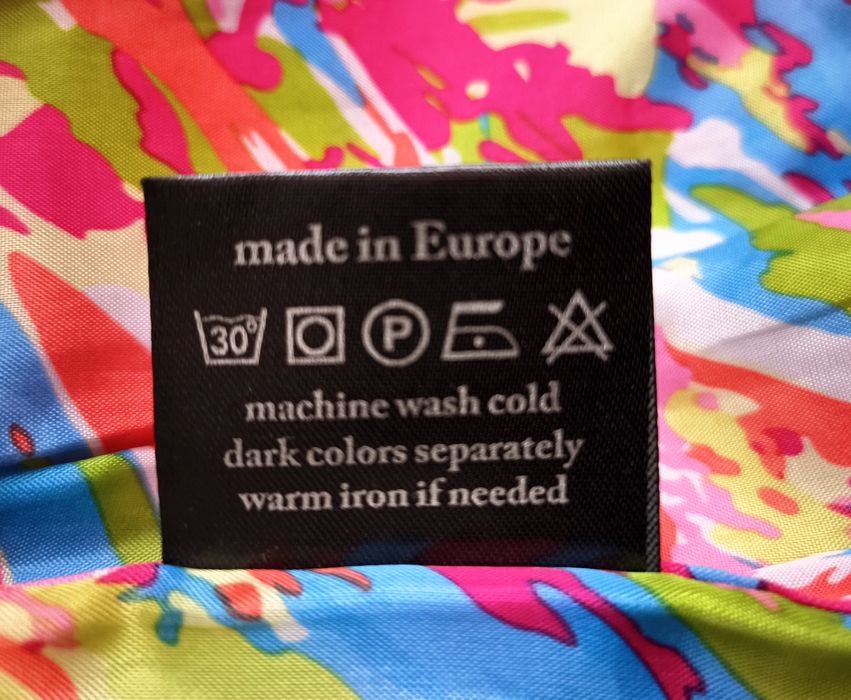 made in Europe
30° P
machine wash cold
dark colors separately
warm iron if needed